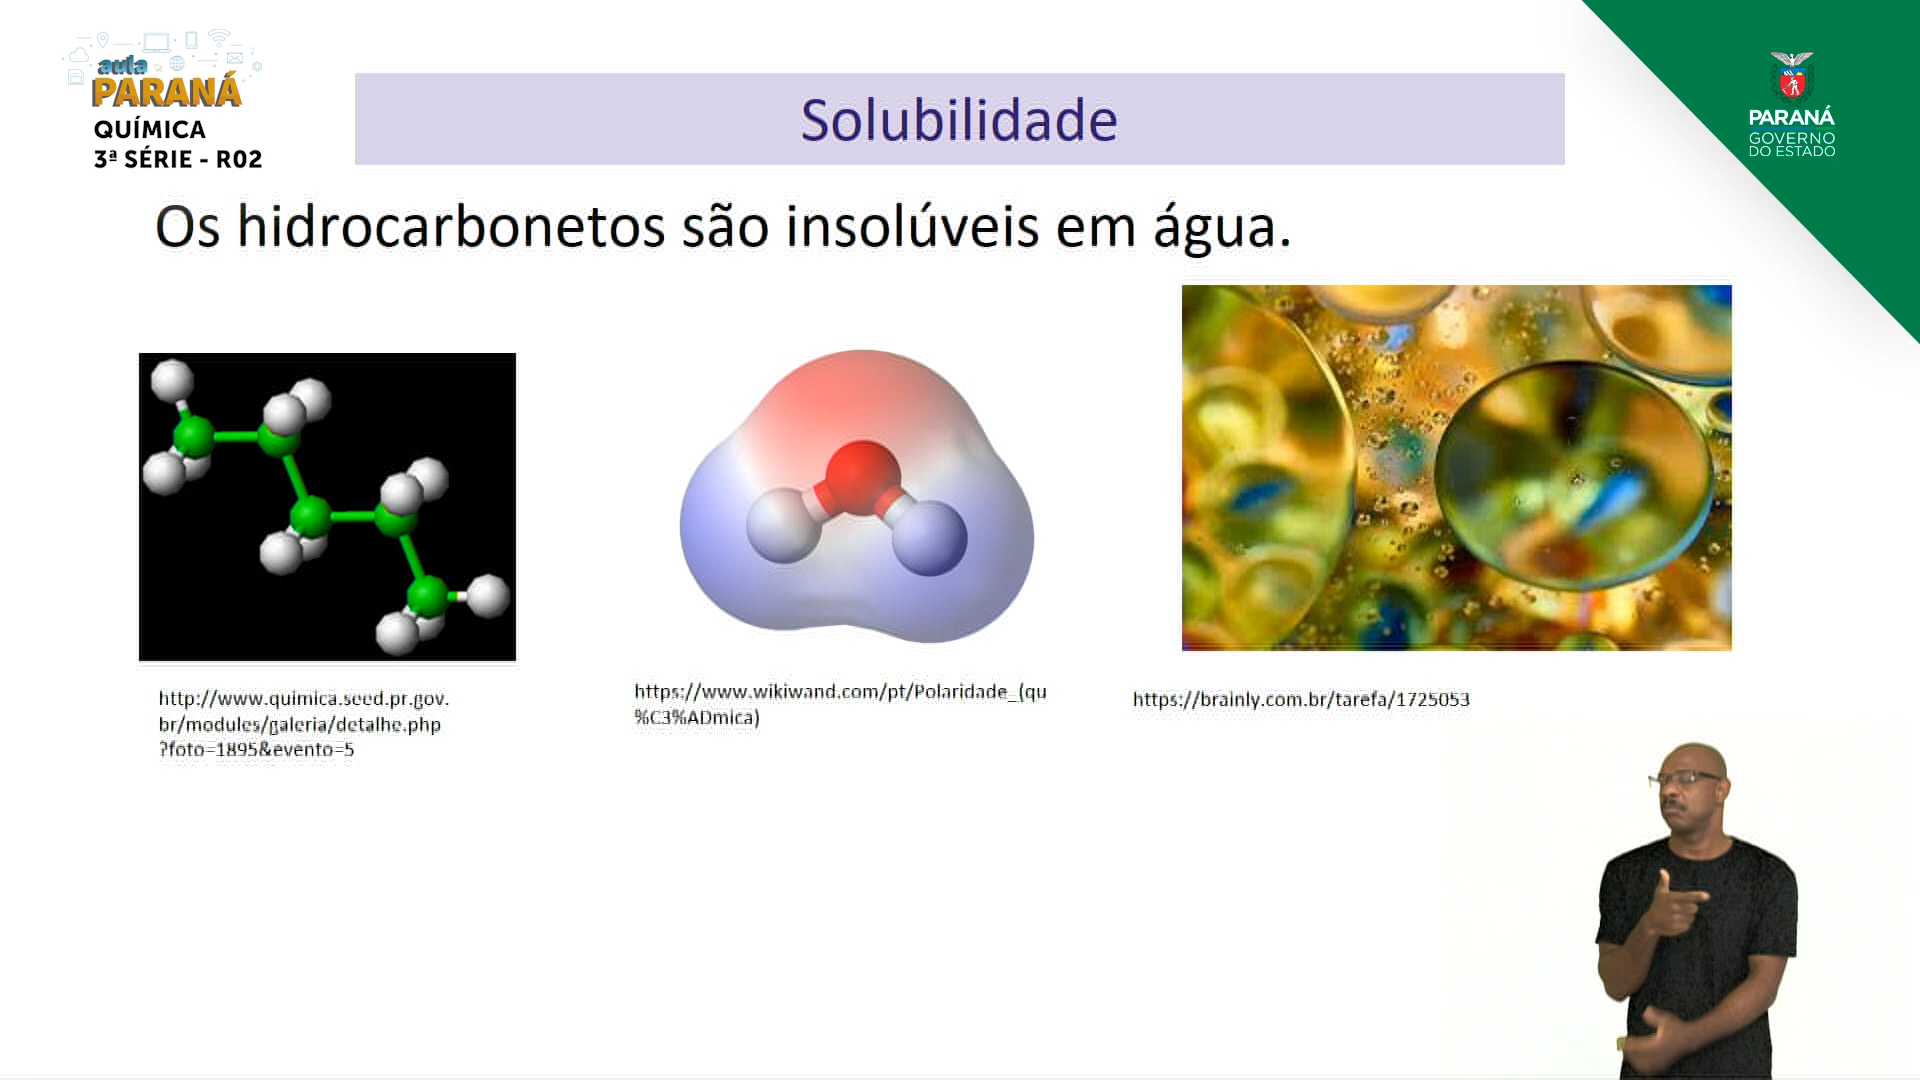 aula
PARANÁ
QUÍMICA
3ª SÉRIE - R02
Solubilidade
PARANÁ
GOVERNO
DO ESTADO
Os hidrocarbonetos são insolúveis em água.
http://www.quimica.seed.pr.gov.
br/modules/galeria/detalhe.php
?foto=1895&evento=5
https://www.wikiwand.com/pt/Polaridade_(qu
%C3%ADmica)
https://brainly.com.br/tarefa/1725053